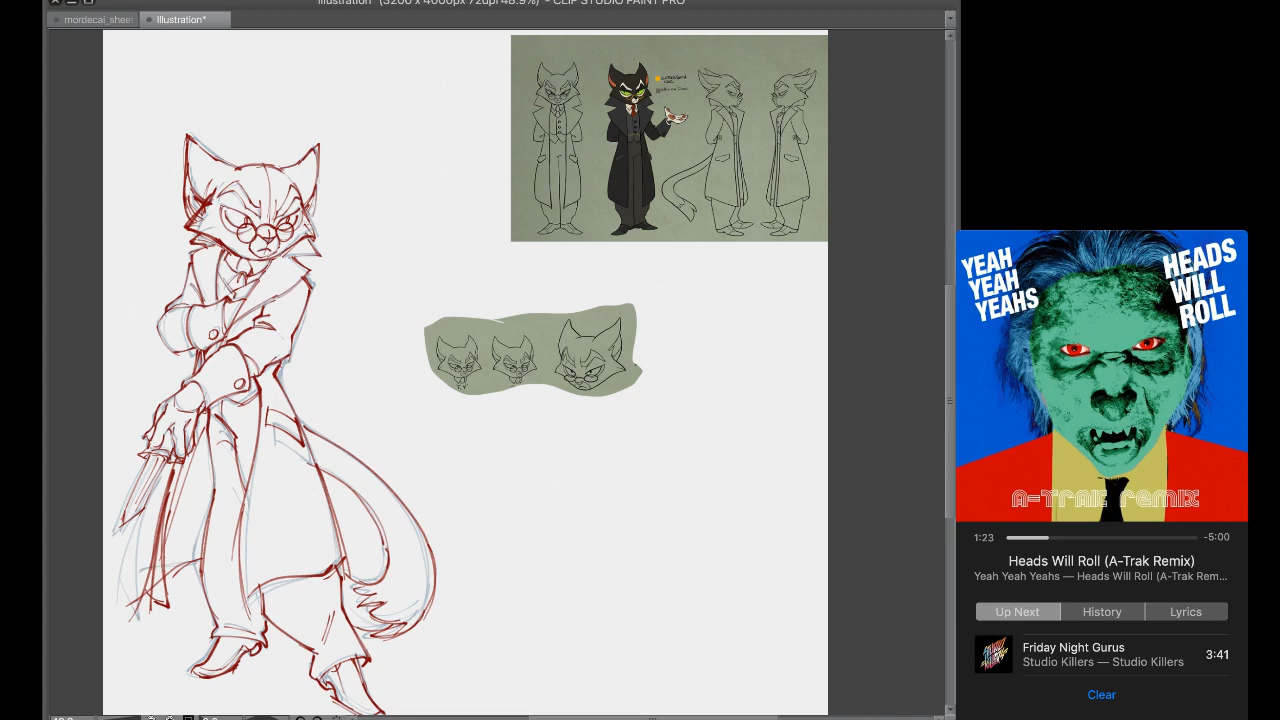 Illustration* (3200 x 4000px 72dpi 48.9%) - CLIP STUDIO PAINT PRO
mordecai_shee
Illustration*
YEAH
YEAH
YEAHS
HEADS
WILL
ROLL
A-TRAK REMIX
1:23
-5:00
Heads Will Roll (A-Trak Remix)
Yeah Yeah Yeahs — Heads Will Roll (A-Trak Rem...
Up Next
History
Lyrics
Friday Night Gurus
Studio Killers — Studio Killers
3:41
Clear